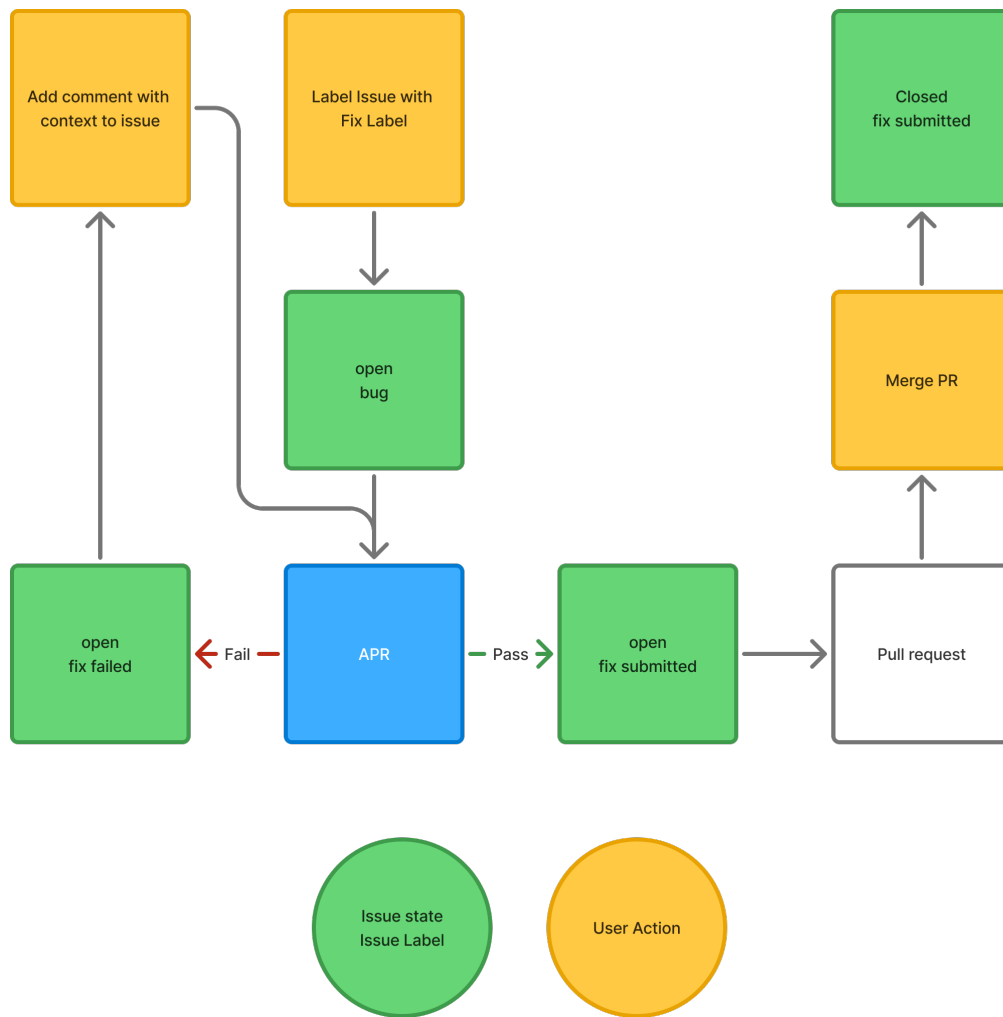 Add comment with
context to issue
Label Issue with
Fix Label
Closed
fix submitted
open
bug
Merge PR
open
fix failed
Fail
APR
Pass
open
fix submitted
Pull request
Issue state
Issue Label
User Action